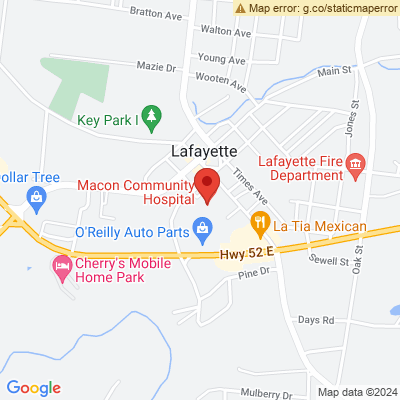 Map error: g.co/staticmaperror
Bratton Ave
Walton Ave
Young Ave
Mazie Dr
Wooten Ave
Main St
Key Park I
Jones St
Lafayette
Lafayette Fire
Department
Dollar Tree
Macon Community
Hospital
Times Ave
O'Reilly Auto Parts
La Tia Mexican
Hwy 52 E
Sewell St
Oak St
Cherry's Mobile
Home Park
Pine Dr
Days Rd
Google
Mulberry Dr
Map data ©2024